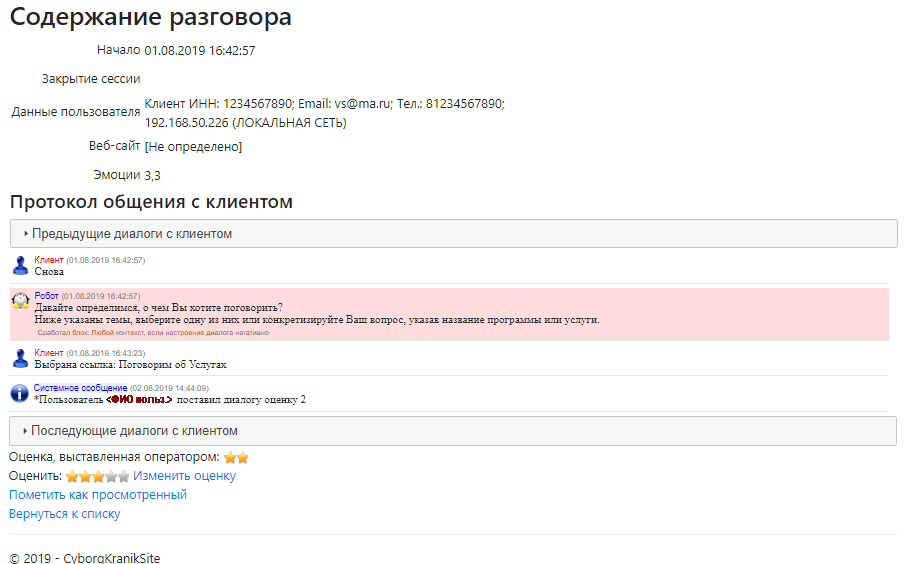 Содержание разговора
Начало 01.08.2019 16:42:57
Закрытие сессии
Данные пользователя Клиент ИНН: 1234567890; Email: vs@ma.ru; Тел.: 81234567890;
192.168.50.226 (ЛОКАЛЬНАЯ СЕТЬ)
Веб-сайт [Не определено]
Эмоции 3,3
Протокол общения с клиентом
Предыдущие диалоги с клиентом
Клиент (01.08.2019 16:42:57)
Снова
Робот (01.08.2019 16:42:57)
Давайте определимся, о чем Вы хотите поговорить?
Ниже указаны темы, выберите одну из них или конкретизируйте Ваш вопрос, указав название программы или услуги.
Сработал блок: Любой контекст, если настроение диалога негативно
Клиент (01.08.2019 16:43:23)
Выбрана ссылка: Поговорим об Услугах
Системное сообщение (02.08.2019 14:44:09)
*Пользователь <ФИО польз.> поставил диалогу оценку 2
Последующие диалоги с клиентом
Оценка, выставленная оператором:
Оценить: Изменить оценку
Пометить как просмотренный
Вернуться к списку
© 2019 - CyborgKranikSite